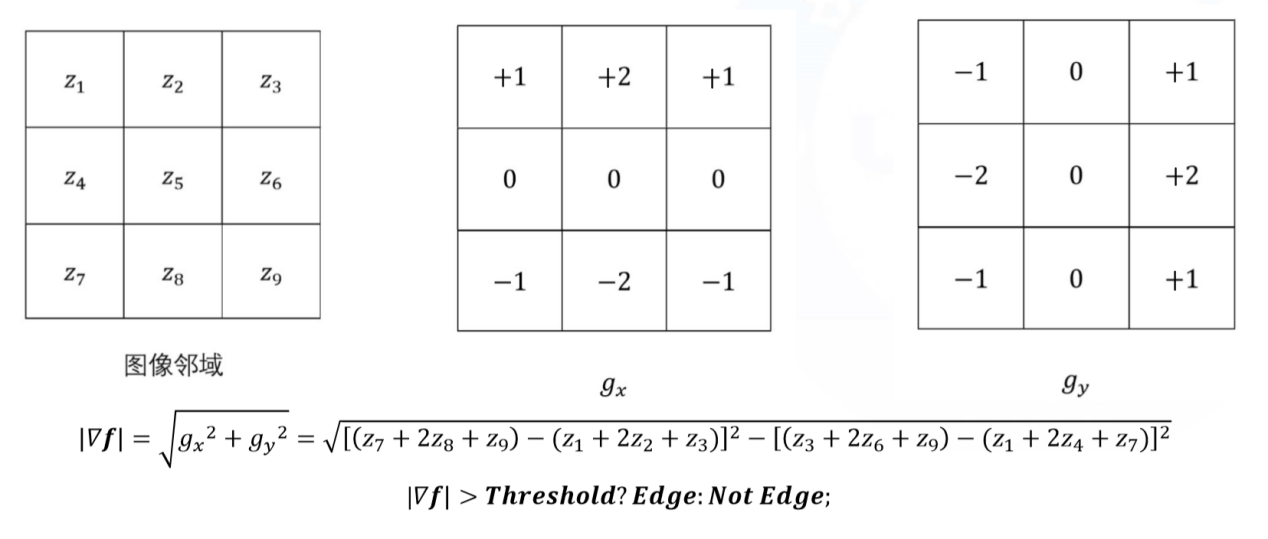 z₁ z₂ z₃
z₄ z₅ z₆
z₇ z₈ z₉
图像邻域
+1 +2 +1
0 0 0
−1 −2 −1
gₓ
−1 0 +1
−2 0 +2
−1 0 +1
g_y
|∇f| = √(gₓ² + g_y²) = √([(z₇ + 2z₈ + z₉) − (z₁ + 2z₂ + z₃)]² − [(z₃ + 2z₆ + z₉) − (z₁ + 2z₄ + z₇)]²)
|∇f| > Threshold? Edge: Not Edge;